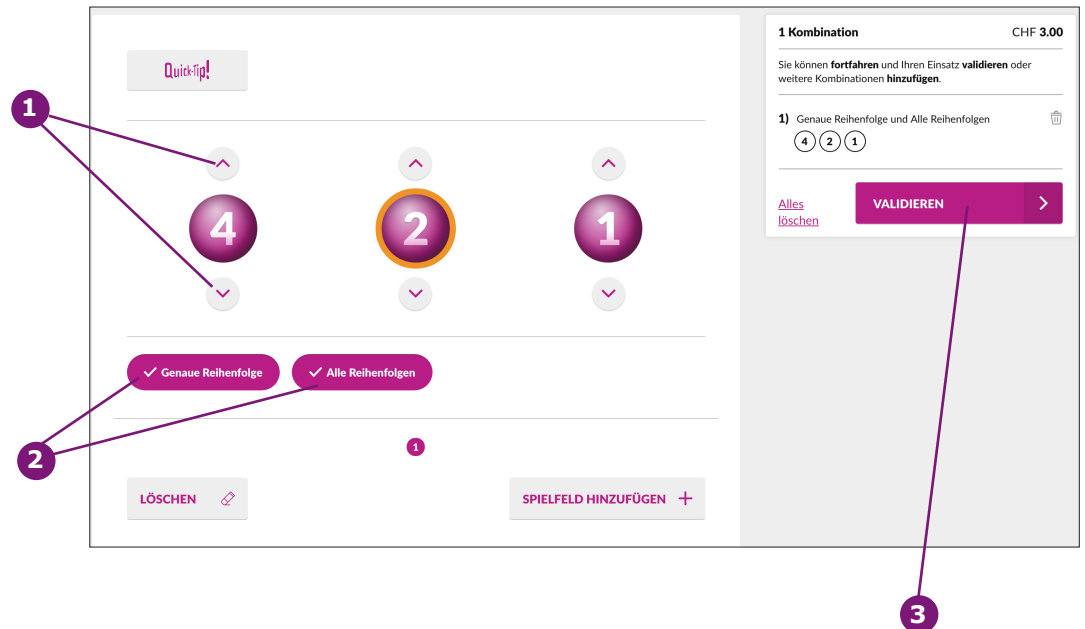 Quick-Tip!
1
4
2
1
Genaue Reihenfolge
Alle Reihenfolgen
2
1
LÖSCHEN
SPIELFELD HINZUFÜGEN
1 Kombination CHF 3.00
Sie können fortfahren und Ihren Einsatz validieren oder
weitere Kombinationen hinzufügen.
1) Genaue Reihenfolge und Alle Reihenfolgen
4 2 1
Alles
löschen
VALIDIEREN
3